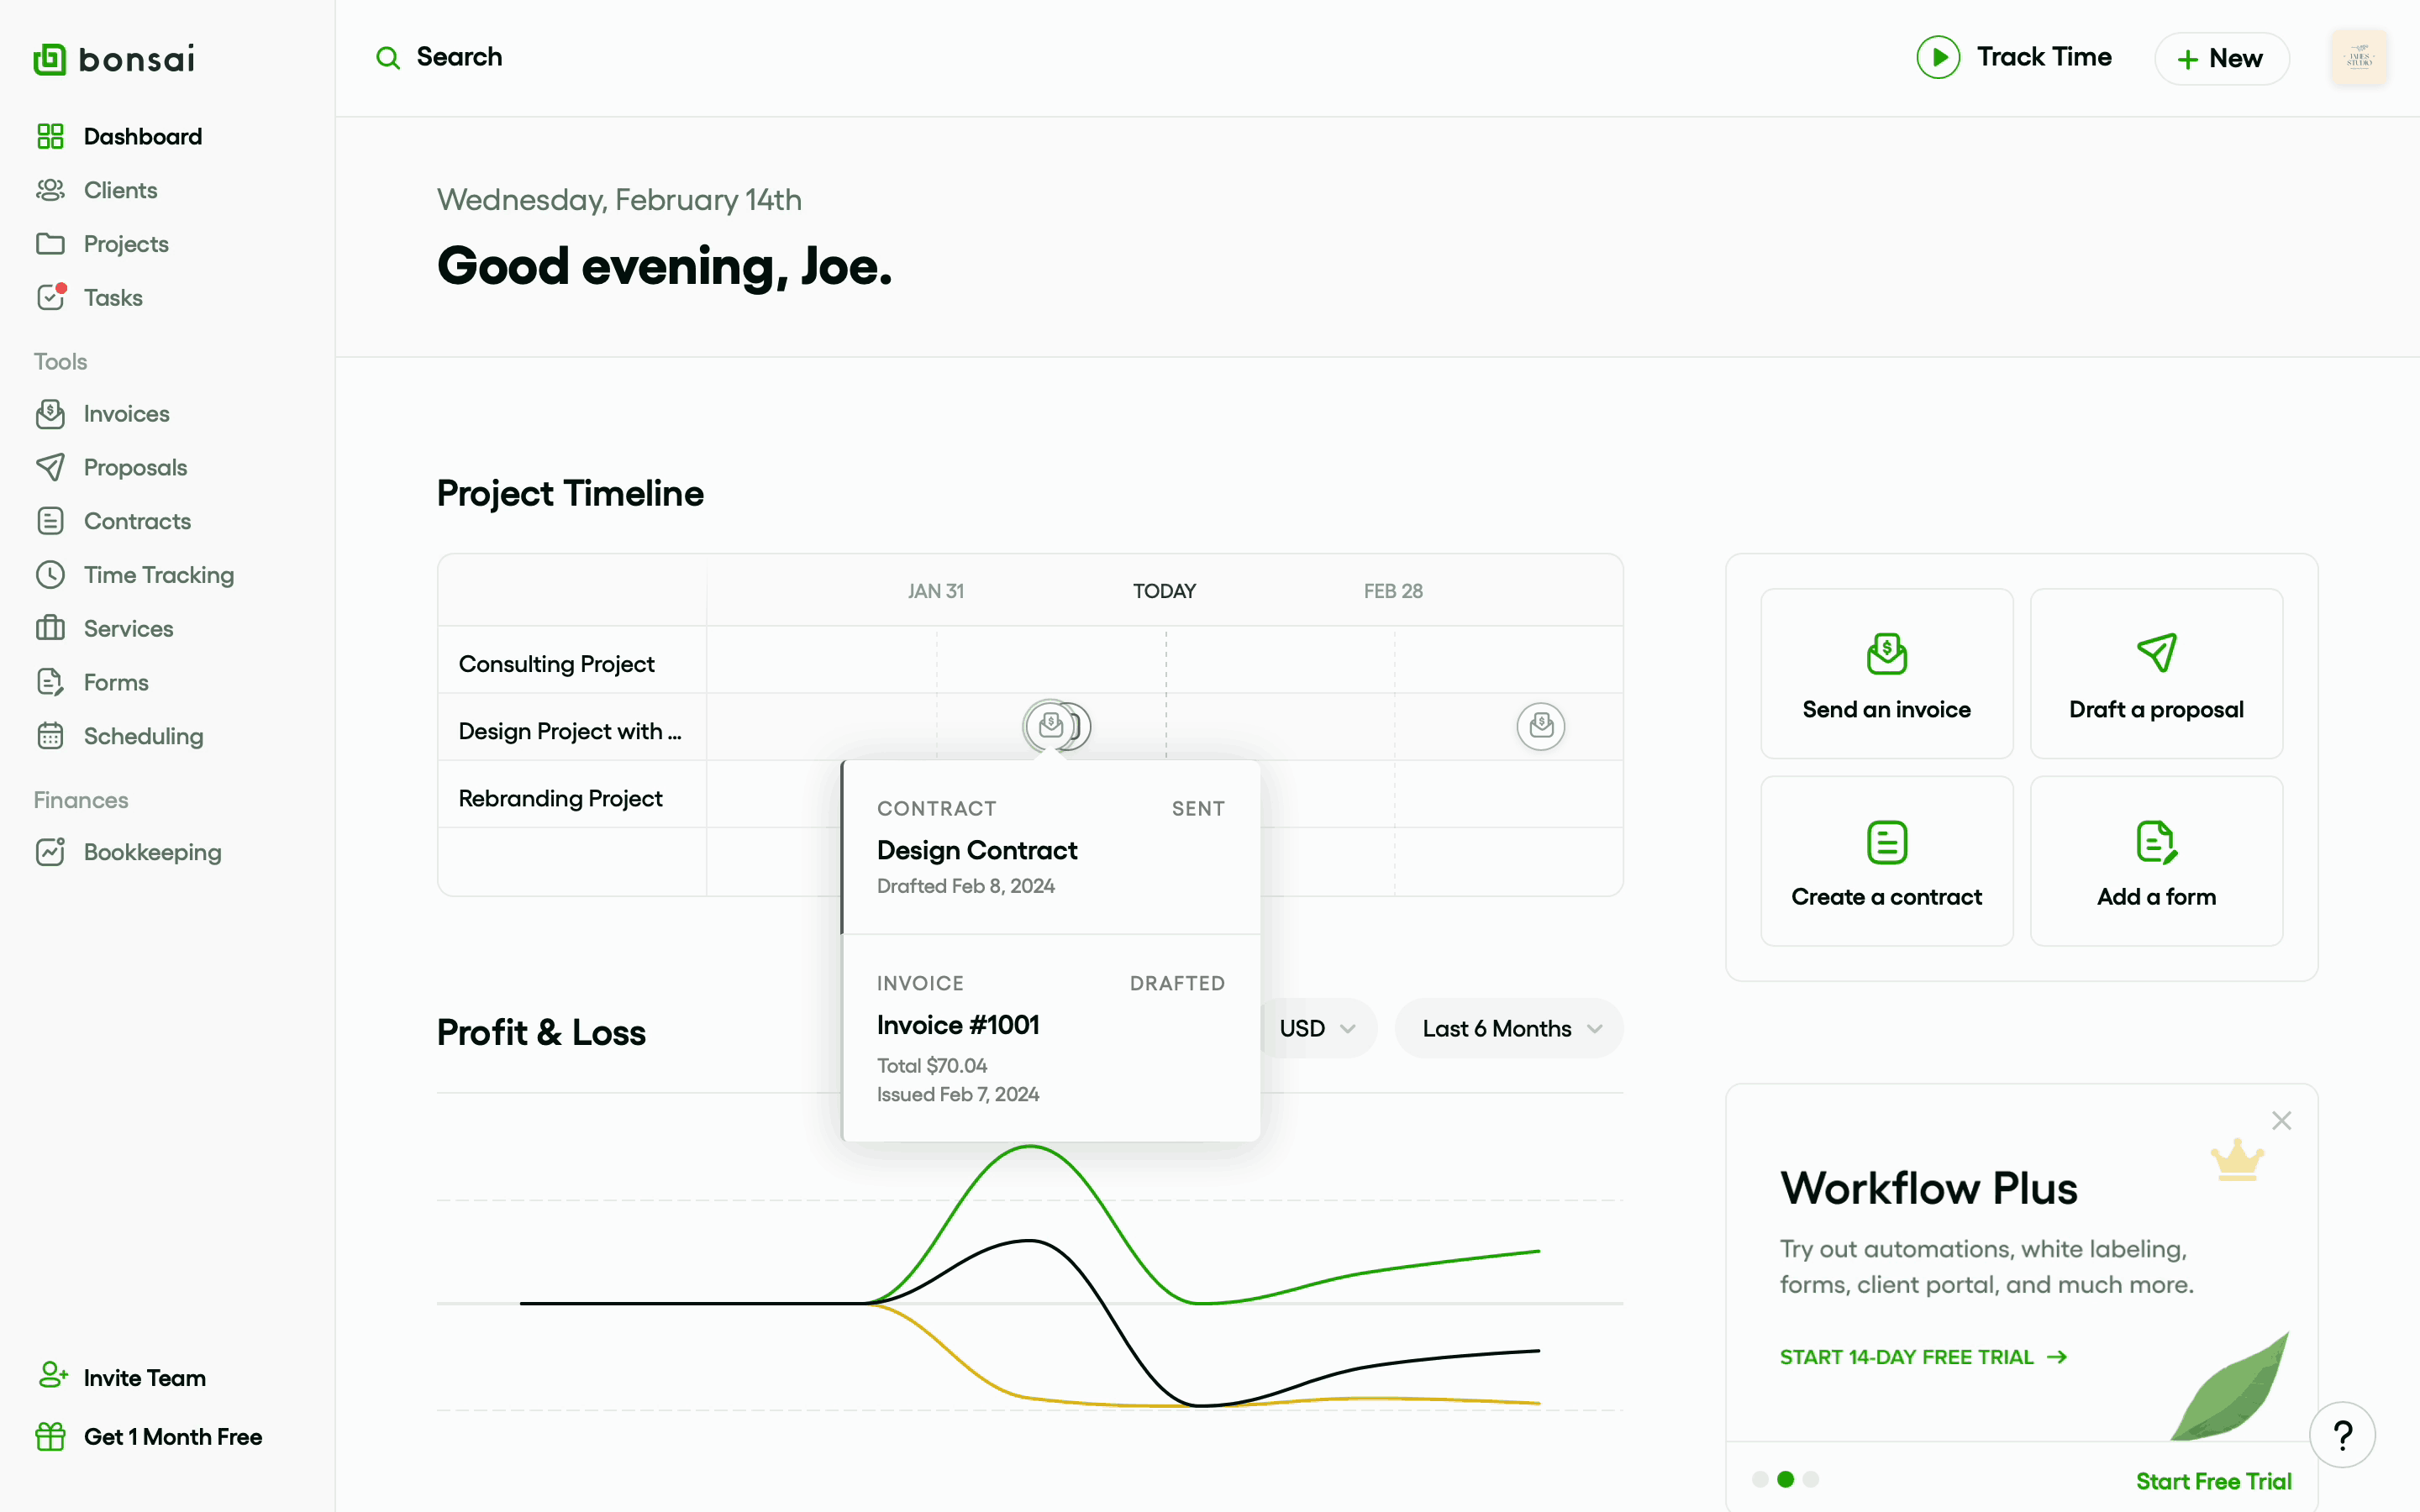 bonsai
Search
Track Time
New
JAMES
STUDIO
Dashboard
Clients
Projects
Tasks
Tools
Invoices
Proposals
Contracts
Time Tracking
Services
Forms
Scheduling
Finances
Bookkeeping
Invite Team
Get 1 Month Free
Wednesday, February 14th
Good evening, Joe.
Project Timeline
JAN 31
TODAY
FEB 28
Consulting Project
Design Project with ...
Rebranding Project
CONTRACT
SENT
Design Contract
Drafted Feb 8, 2024
INVOICE
DRAFTED
Invoice #1001
Total $70.04
Issued Feb 7, 2024
Profit & Loss
USD
Last 6 Months
Send an invoice
Draft a proposal
Create a contract
Add a form
Workflow Plus
Try out automations, white labeling,
forms, client portal, and much more.
START 14-DAY FREE TRIAL
Start Free Trial
?